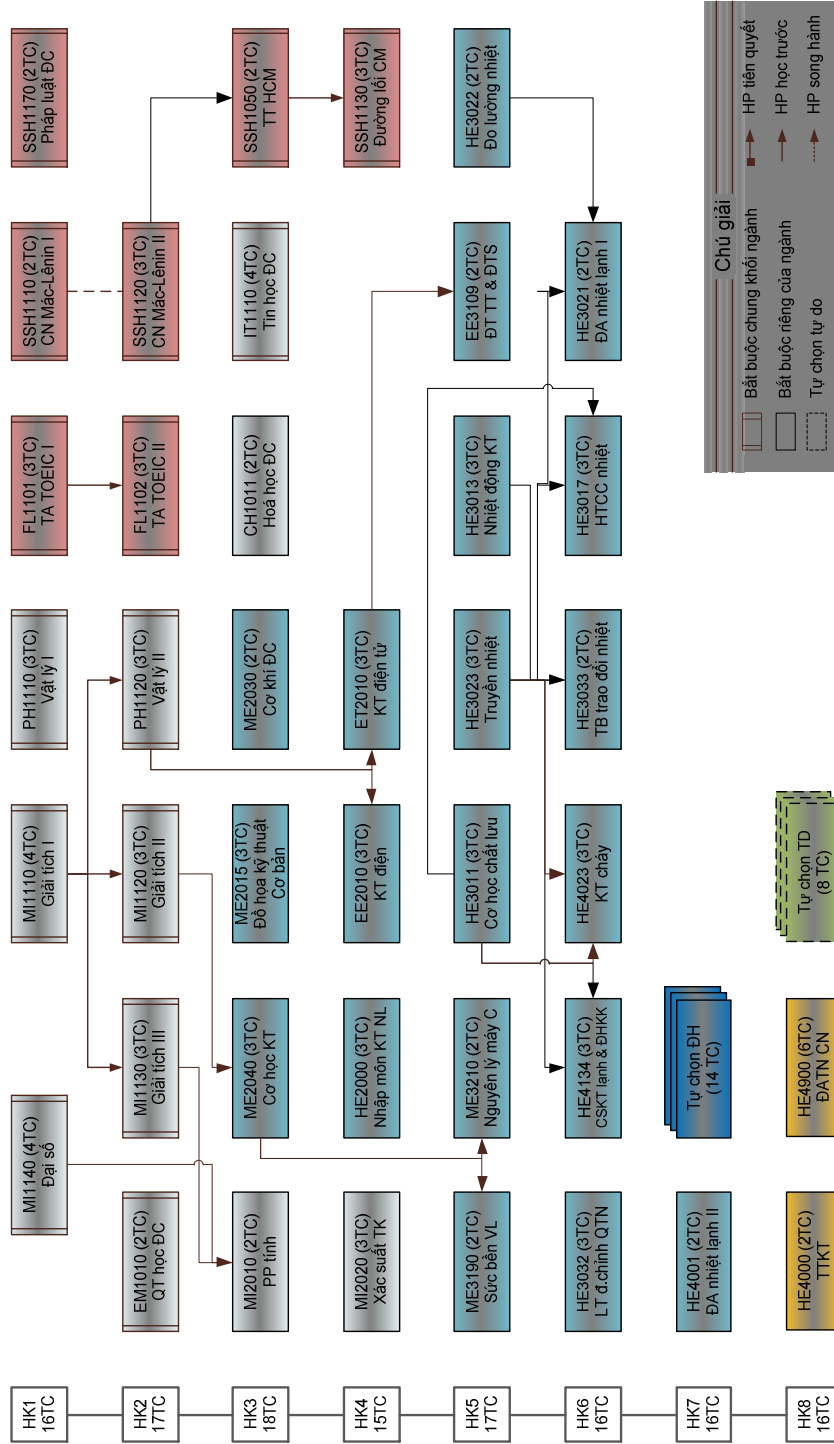 HK1
16TC
MI1140 (4TC)
Đại số
MI1110 (4TC)
Giải tích I
PH1110 (3TC)
Vật lý I
FL1101 (3TC)
TA TOEIC I
SSH1110 (2TC)
CN Mác-Lênin I
SSH1170 (2TC)
Pháp luật ĐC
HK2
17TC
EM1010 (2TC)
QT học ĐC
MI1130 (3TC)
Giải tích III
MI1120 (3TC)
Giải tích II
PH1120 (3TC)
Vật lý II
FL1102 (3TC)
TA TOEIC II
SSH1120 (3TC)
CN Mác-Lênin II
HK3
18TC
MI2010 (2TC)
PP tính
ME2040 (3TC)
Cơ học KT
ME2015 (3TC)
Đồ họa kỹ thuật
Cơ bản
ME2030 (2TC)
Cơ khí ĐC
CH1011 (2TC)
Hoá học ĐC
IT1110 (4TC)
Tin học ĐC
SSH1050 (2TC)
TT HCM
HK4
15TC
MI2020 (3TC)
Xác suất TK
HE2000 (3TC)
Nhập môn KT NL
EE2010 (3TC)
KT điện
ET2010 (3TC)
KT điện tử
SSH1130 (3TC)
Đường lối CM
HK5
17TC
ME3190 (2TC)
Sức bền VL
ME3210 (2TC)
Nguyên lý máy C
HE3011 (3TC)
Cơ học chất lưu
HE3023 (3TC)
Truyền nhiệt
HE3013 (3TC)
Nhiệt động KT
EE3109 (2TC)
ĐT TT & ĐTS
HE3022 (2TC)
Đo lường nhiệt
HK6
16TC
HE3032 (3TC)
LT đ.chỉnh QTN
HE4134 (3TC)
CSKT lạnh & ĐHKK
HE4023 (3TC)
KT cháy
HE3033 (2TC)
TB trao đổi nhiệt
HE3017 (3TC)
HTCC nhiệt
HE3021 (2TC)
ĐA nhiệt lạnh I
HK7
16TC
HE4001 (2TC)
ĐA nhiệt lạnh II
Tự chọn ĐH
(14 TC)
HK8
16TC
HE4000 (2TC)
TTKT
HE4900 (6TC)
ĐATN CN
Tự chọn TD
(8 TC)
Chú giải
Bắt buộc chung khối ngành
HP tiên quyết
Bắt buộc riêng của ngành
HP học trước
Tự chọn tự do
HP song hành